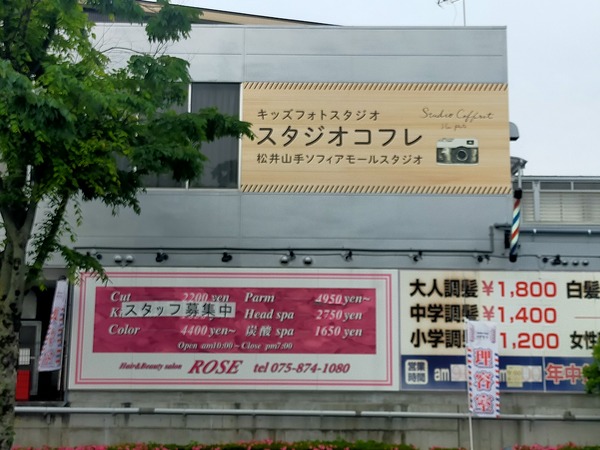 キッズフォトスタジオ
スタジオコフレ
松井山手ソフィアモールスタジオ
Studio Coffret
Cut 2200 yen
スタッフ募集中
Color 4400 yen~
Parm 4950 yen~
Head spa 2750 yen
炭酸 spa 1650 yen
Open am10:00~Close pm7:00
Hair&Beauty salon ROSE tel 075-874-1080
大人調髪 ¥1,800 白髪
中学調髪 ¥1,400
小学調 1,200 女性
営業時間 am 年中
理容室